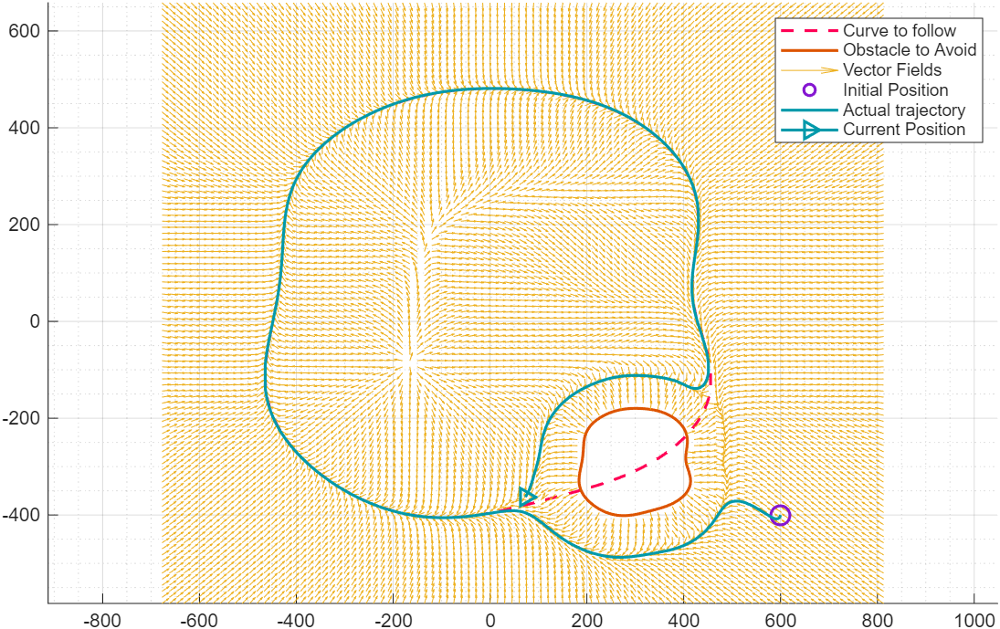 600
400
200
0
-200
-400
-800
-600
-400
-200
0
200
400
600
800
1000
Curve to follow
Obstacle to Avoid
Vector Fields
Initial Position
Actual trajectory
Current Position